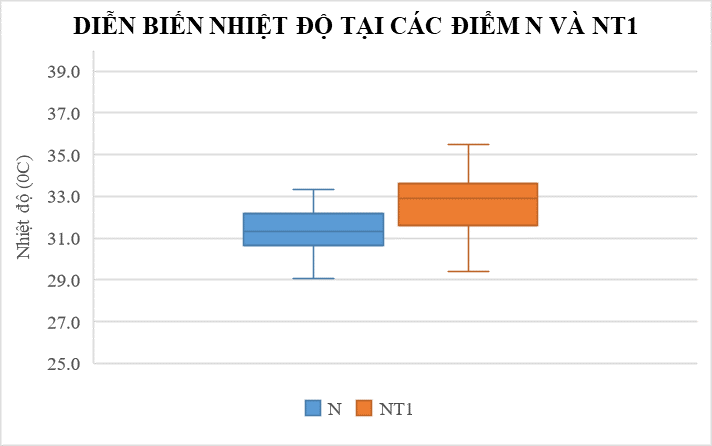 DIỄN BIẾN NHIỆT ĐỘ TẠI CÁC ĐIỂM N VÀ NT1
39.0
37.0
35.0
33.0
31.0
29.0
27.0
25.0
Nhiệt độ (0C)
N NT1